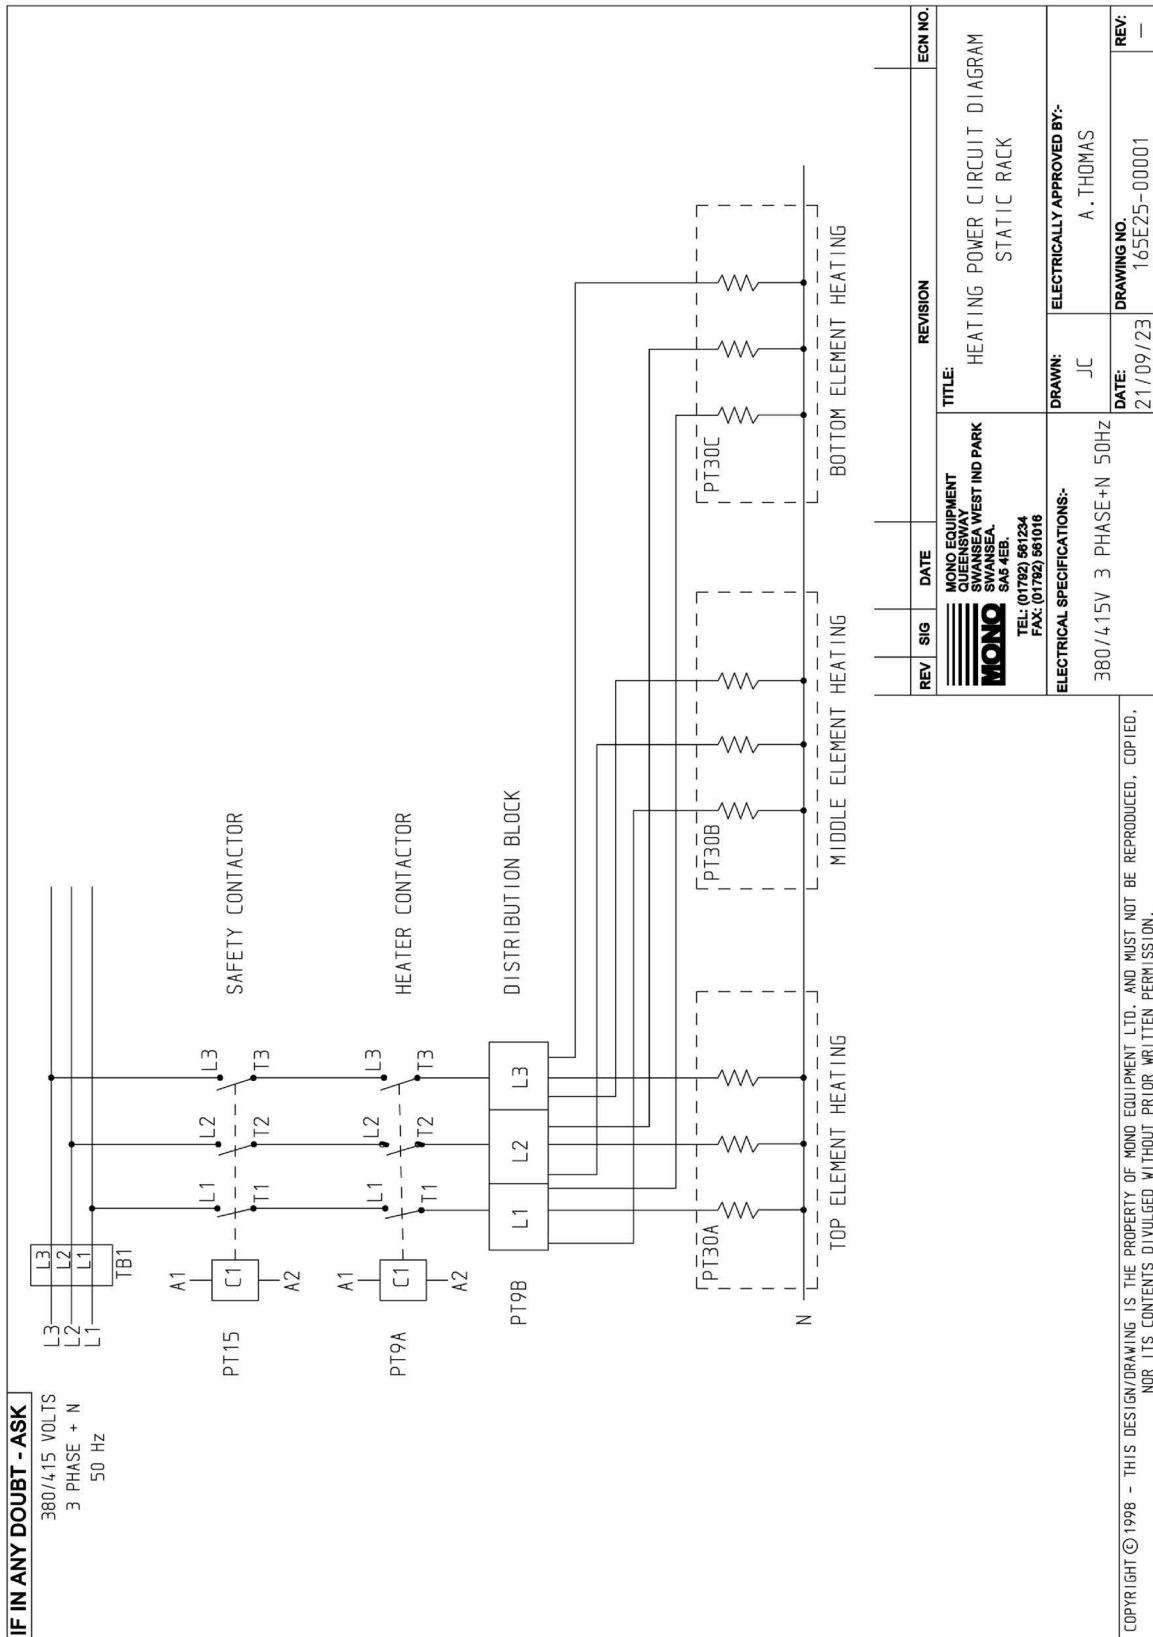 IF IN ANY DOUBT - ASK
380/415 VOLTS
3 PHASE + N
50 Hz
L3
L2
L1
L3
L2
L1
TB1
PT15
A1
C1
A2
L1
L2
L3
T1
T2
T3
SAFETY CONTACTOR
PT9A
A1
C1
A2
L1
L2
L3
T1
T2
T3
HEATER CONTACTOR
PT9B
L1
L2
L3
DISTRIBUTION BLOCK
PT30A
PT30B
PT30C
N
TOP ELEMENT HEATING
MIDDLE ELEMENT HEATING
BOTTOM ELEMENT HEATING
REV
SIG
DATE
REVISION
ECN NO.
MONO
MONO EQUIPMENT
QUEENSWAY
SWANSEA WEST IND PARK
SWANSEA.
SA5 4EB.
TEL: (01792) 561234
FAX: (01792) 561016
TITLE:
HEATING POWER CIRCUIT DIAGRAM
STATIC RACK
ELECTRICAL SPECIFICATIONS:-
380/415V 3 PHASE+N 50HZ
DRAWN:
JC
ELECTRICALLY APPROVED BY:-
A.THOMAS
DATE:
21/09/23
DRAWING NO.
165E25-00001
REV:
—
COPYRIGHT © 1998 - THIS DESIGN/DRAWING IS THE PROPERTY OF MONO EQUIPMENT LTD. AND MUST NOT BE REPRODUCED, COPIED,
NOR ITS CONTENTS DIVULGED WITHOUT PRIOR WRITTEN PERMISSION.